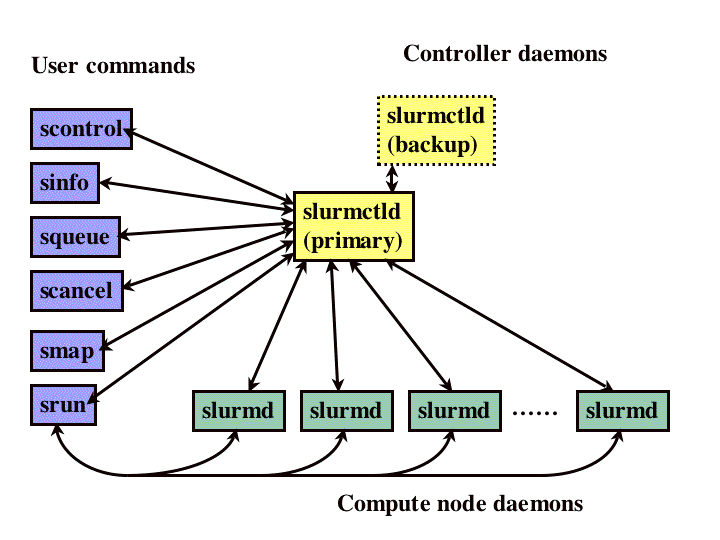 User commands
Controller daemons
scontrol
sinfo
squeue
scancel
smap
srun
slurmctld
(backup)
slurmctld
(primary)
slurmd
slurmd
slurmd
......
slurmd
Compute node daemons